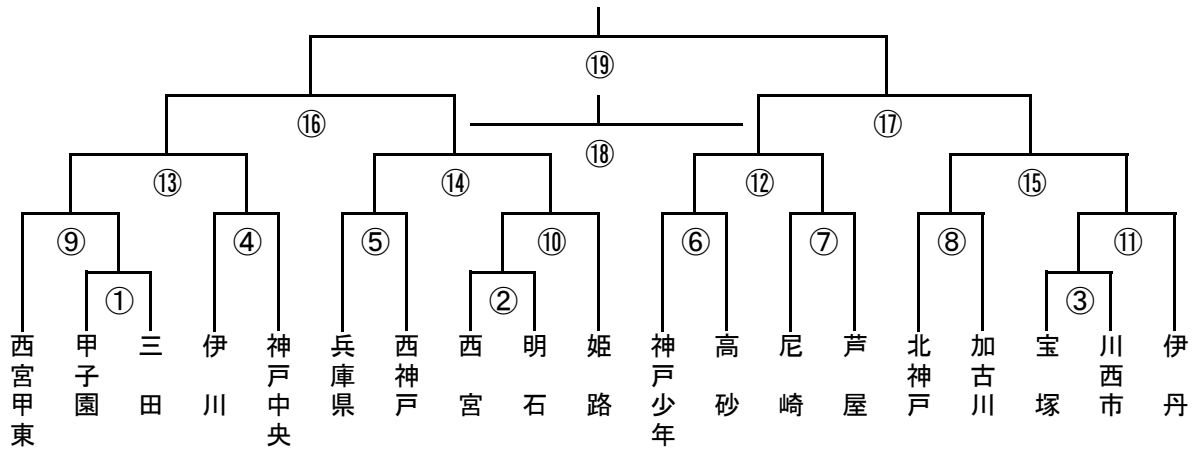 ⑲
⑯ ⑰
⑱
⑬ ⑭ ⑫ ⑮
⑨ ④ ⑤ ⑩ ⑥ ⑦ ⑧ ⑪
① ② ③
西宮甲東
甲子園
三田
伊川
神戸中央
兵庫県
西神戸
西宮
明石
姫路
神戸少年
高砂
尼崎
芦屋
北神戸
加古川
宝塚
川西市
伊丹